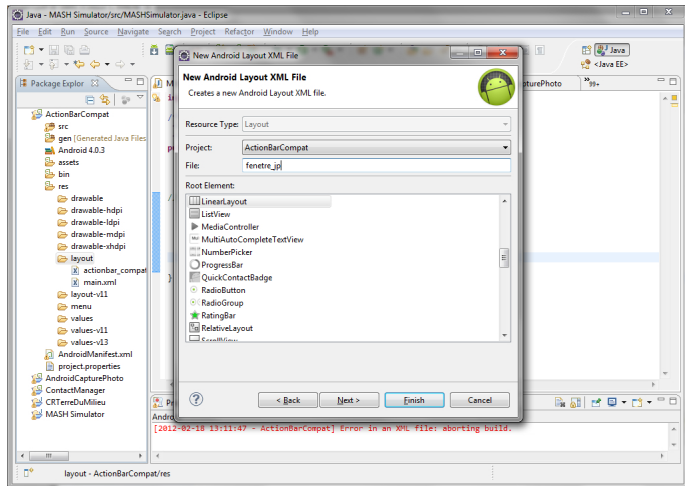 Java - MASH Simulator/src/MASHSimulator.java - Eclipse
File Edit Run Source Navigate Search Project Refactor Window Help
Java
<Java EE>
Package Explor
turePhoto
99+
ActionBarCompat
src
gen [Generated Java Files
Android 4.0.3
assets
bin
res
drawable
drawable-hdpi
drawable-ldpi
drawable-mdpi
drawable-xhdpi
layout
actionbar_compat
main.xml
layout-v11
menu
values
values-v11
values-v13
AndroidManifest.xml
project.properties
AndroidCapturePhoto
ContactManager
CRTerreDuMilieu
MASH Simulator
New Android Layout XML File
New Android Layout XML File
Creates a new Android Layout XML file.
Resource Type: Layout
Project: ActionBarCompat
File: fenetre_jp
Root Element:
LinearLayout
ListView
MediaController
MultiAutoCompleteTextView
NumberPicker
ProgressBar
QuickContactBadge
RadioButton
RadioGroup
RatingBar
RelativeLayout
ScrollView
< Back Next > Finish Cancel
Andro
[2012-02-18 13:11:47 - ActionBarCompat] Error in an XML file: aborting build.
layout - ActionBarCompat/res